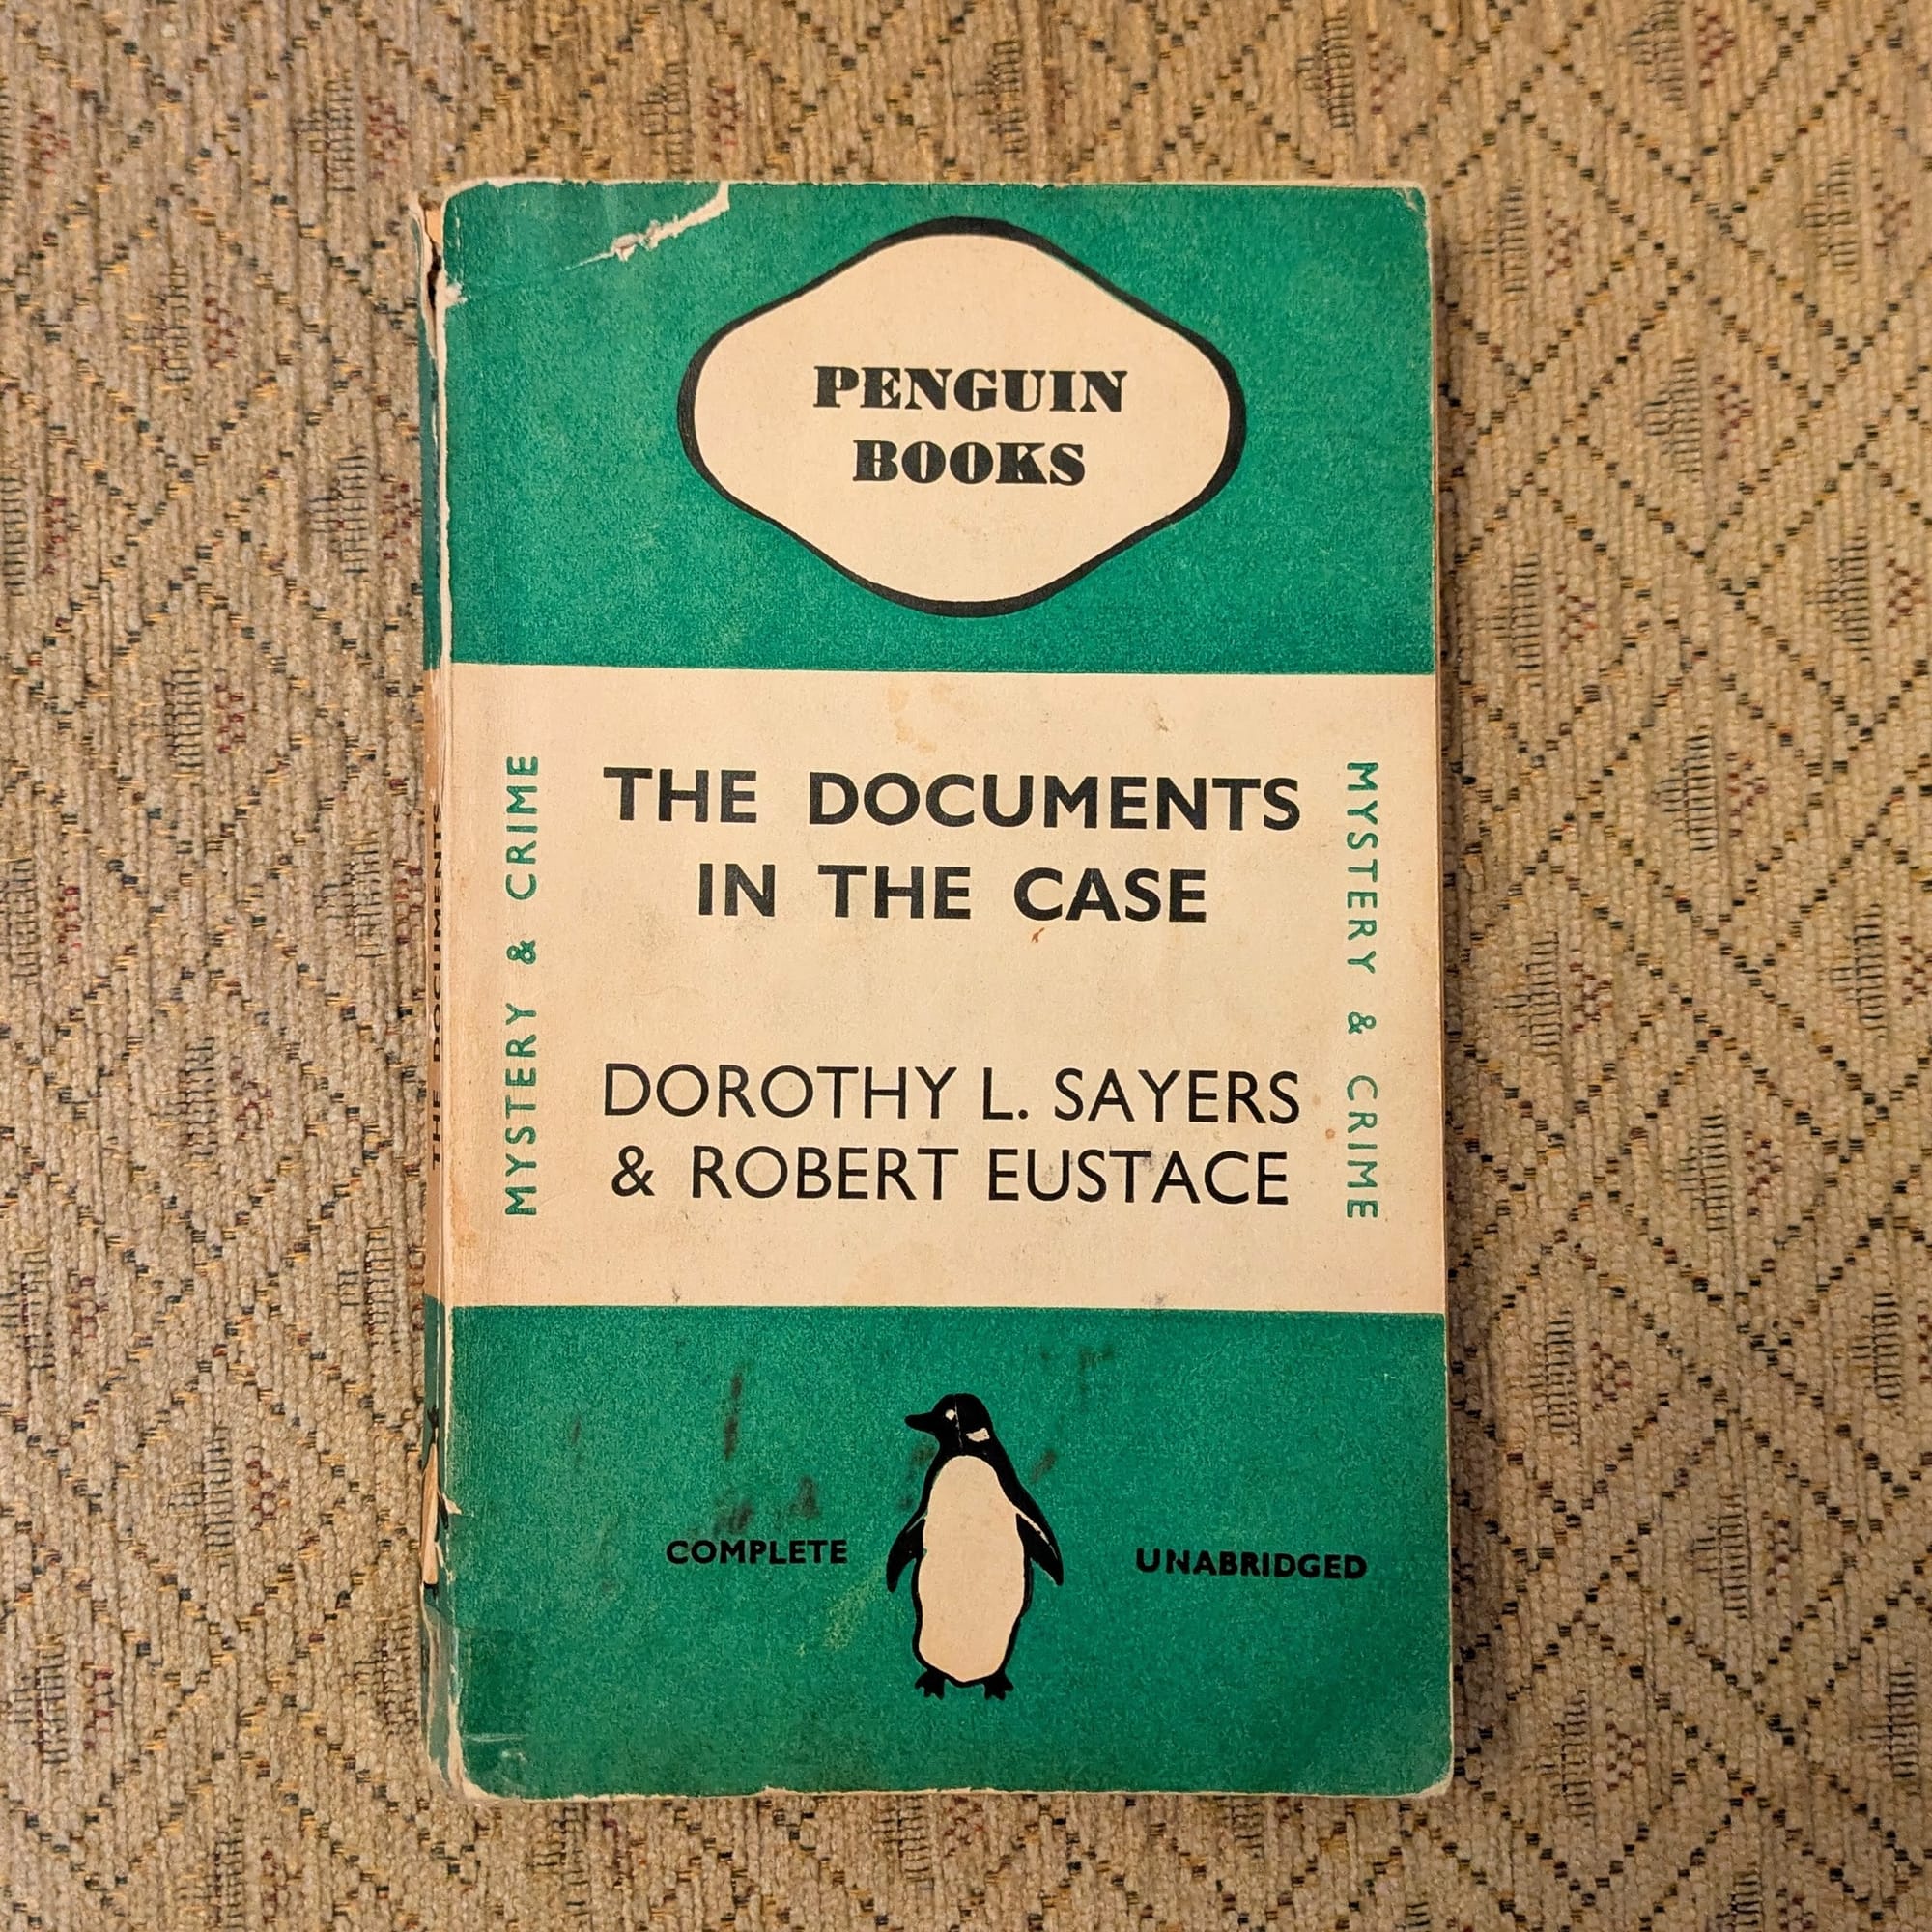 PENGUIN
BOOKS
MYSTERY & CRIME
THE DOCUMENTS
IN THE CASE
DOROTHY L. SAYERS
& ROBERT EUSTACE
MYSTERY & CRIME
COMPLETE
UNABRIDGED
THE DOCUMENTS